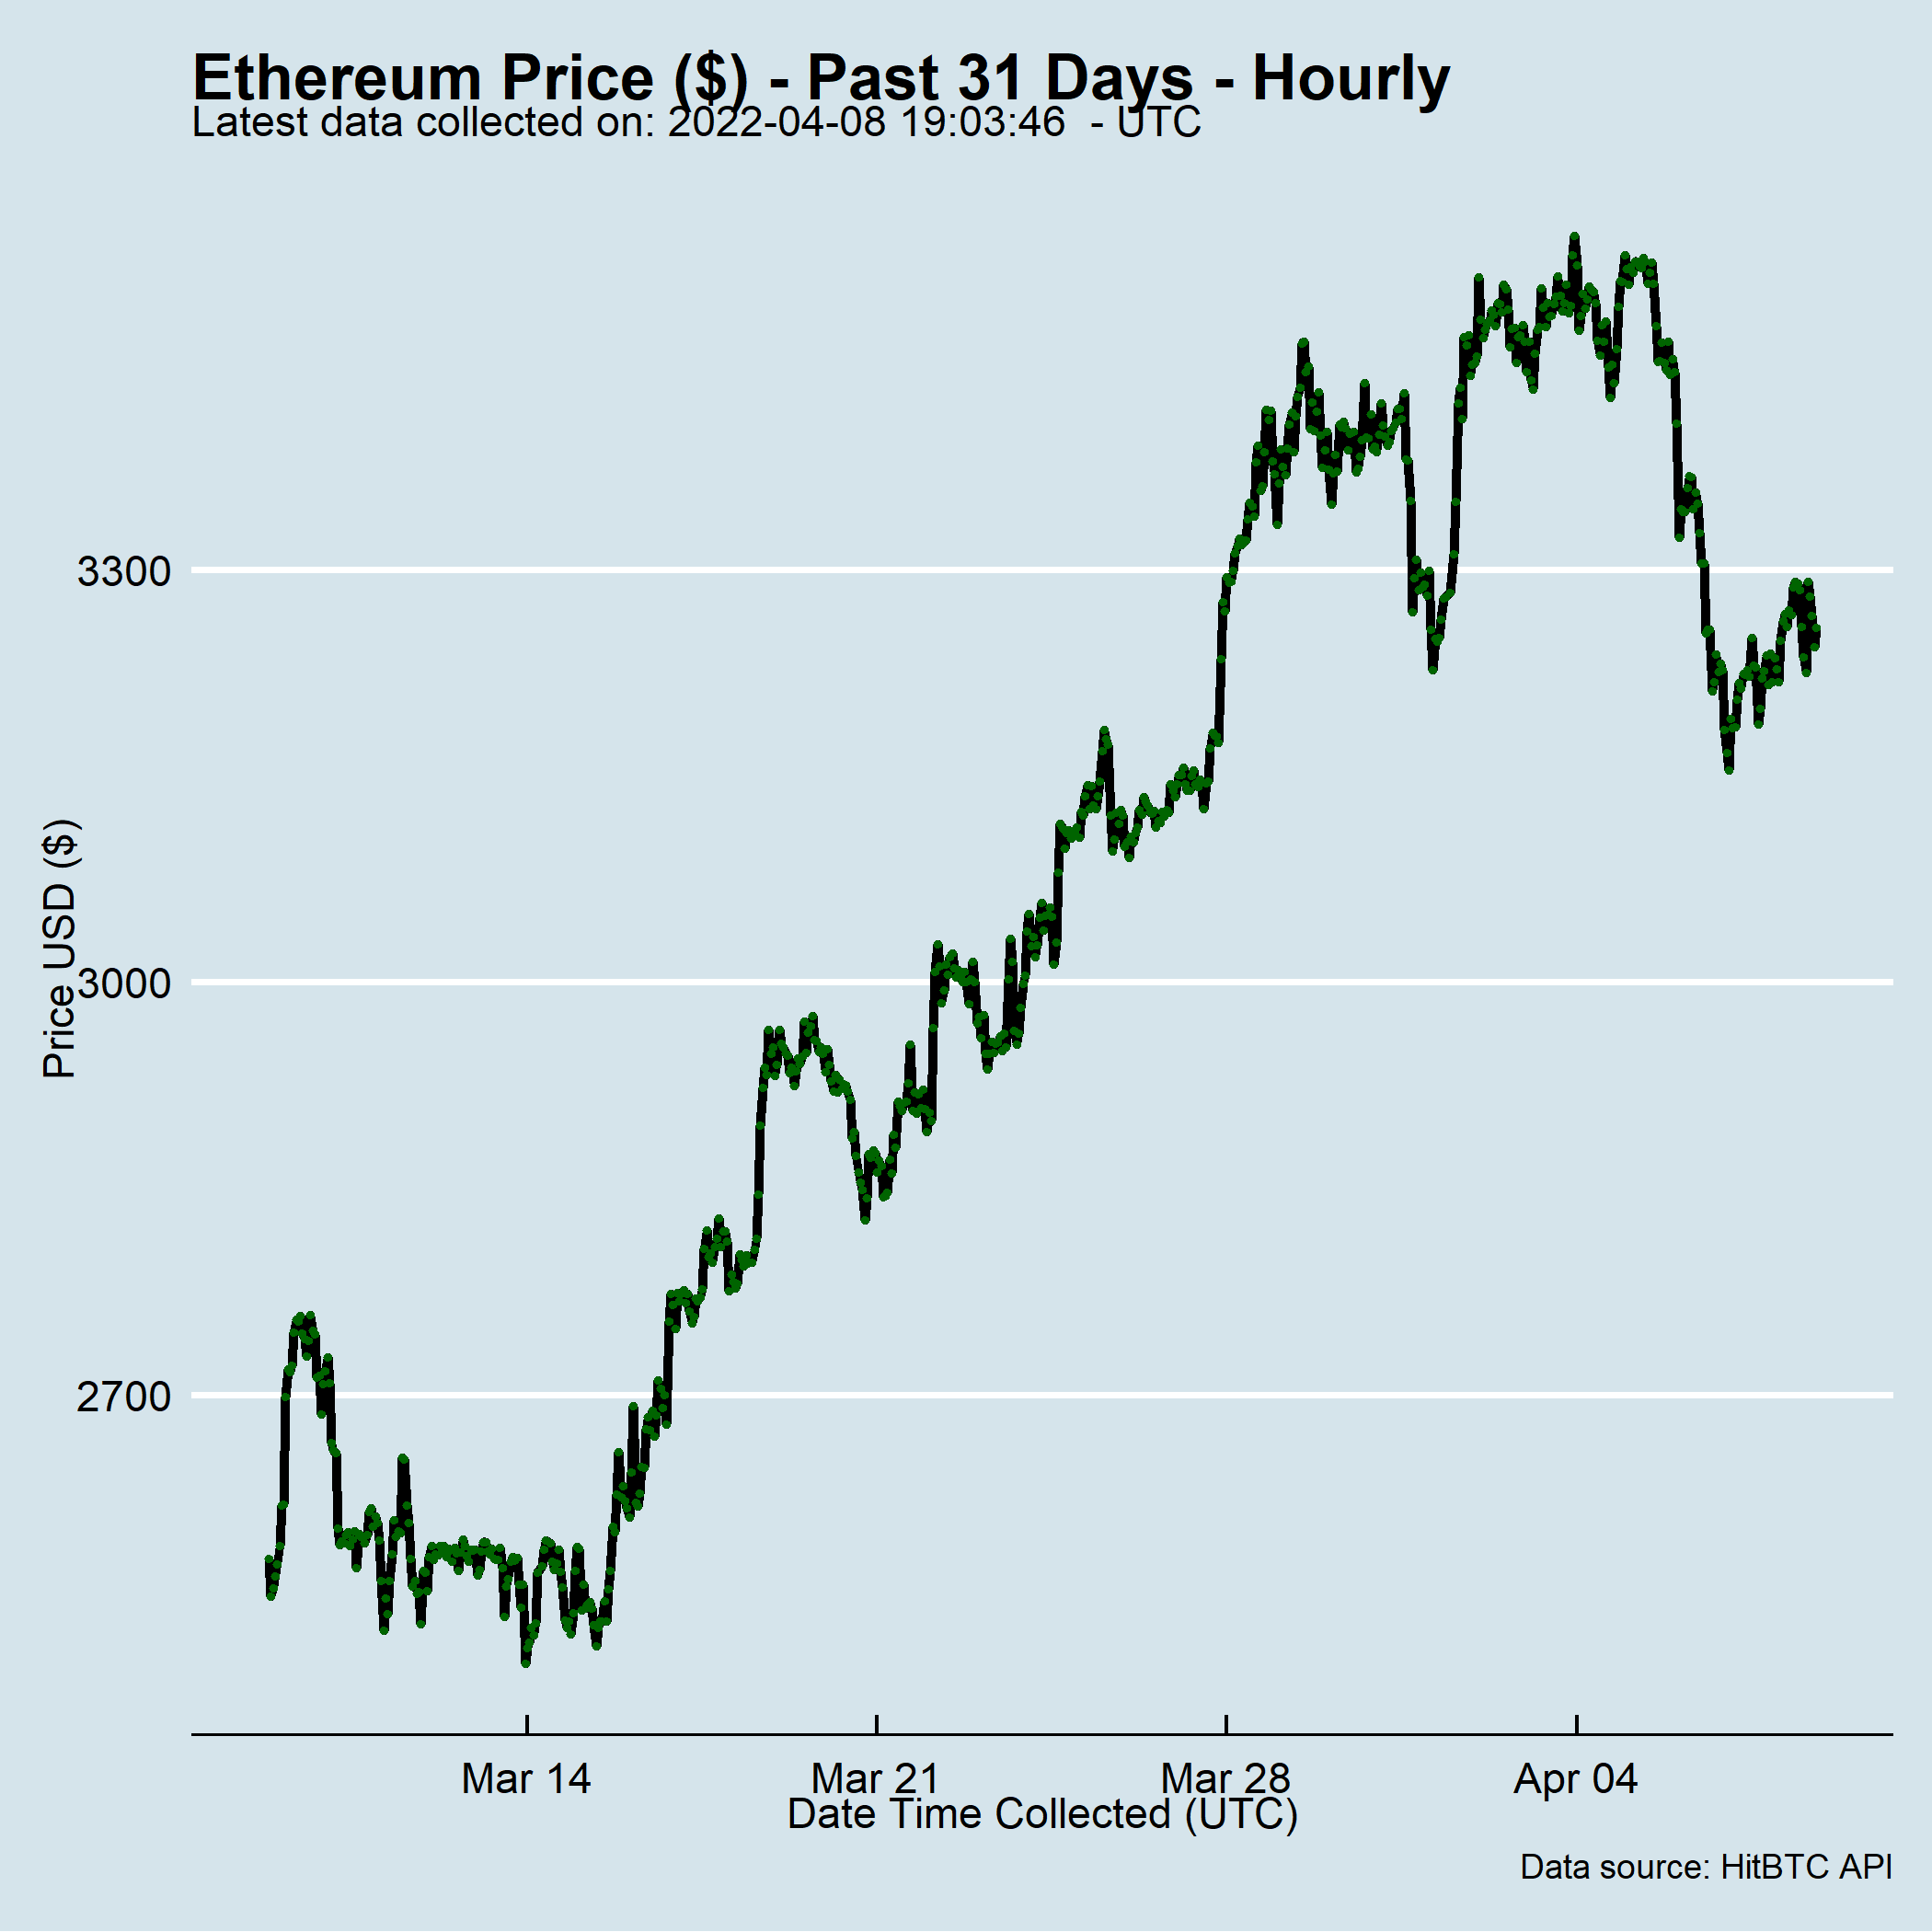 Ethereum Price ($) - Past 31 Days - Hourly
Latest data collected on: 2022-04-08 19:03:46  - UTC
3300
3000
2700
Price USD ($)
Mar 14
Mar 21
Mar 28
Apr 04
Date Time Collected (UTC)
Data source: HitBTC API